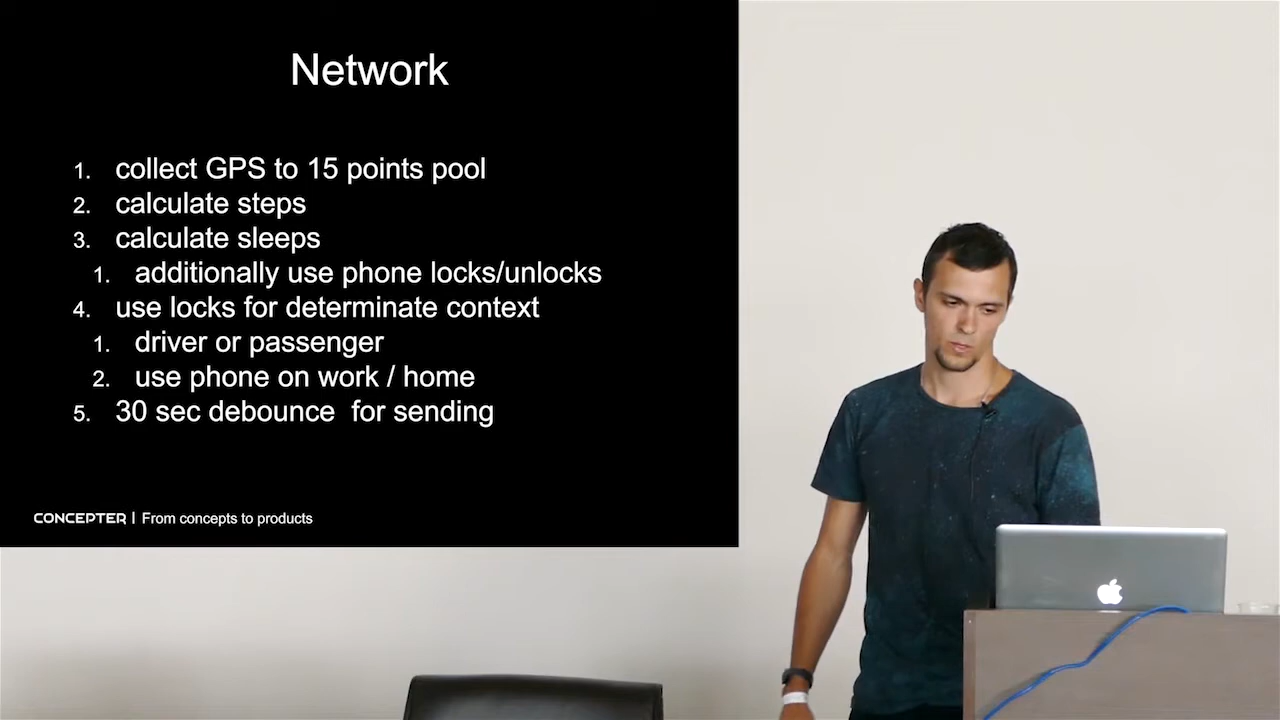 Network
1. collect GPS to 15 points pool
2. calculate steps
3. calculate sleeps
1. additionally use phone locks/unlocks
4. use locks for determinate context
1. driver or passenger
2. use phone on work / home
5. 30 sec debounce  for sending
CONCEPTER | From concepts to products